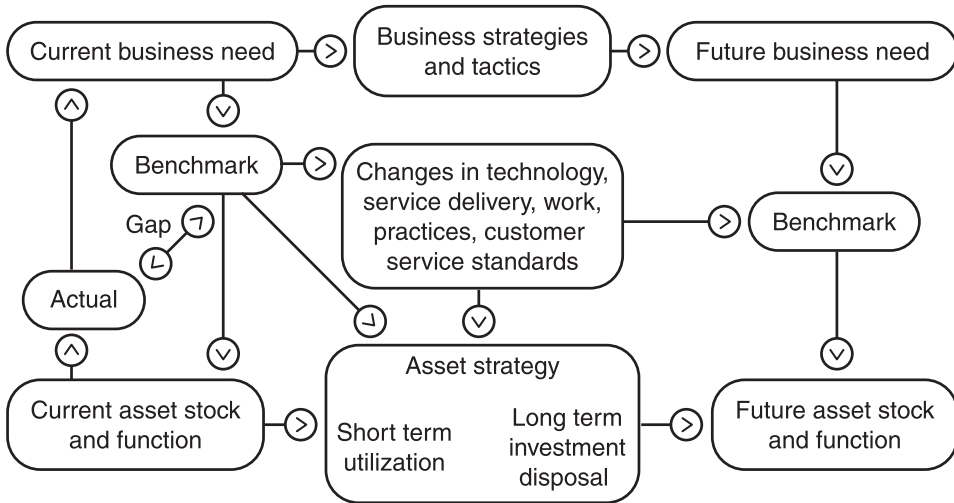 Current business need
Business strategies
and tactics
Future business need
Benchmark
Changes in technology,
service delivery, work,
practices, customer
service standards
Benchmark
Gap
Actual
Asset strategy
Current asset stock
and function
Short term
utilization
Long term
investment
disposal
Future asset stock
and function